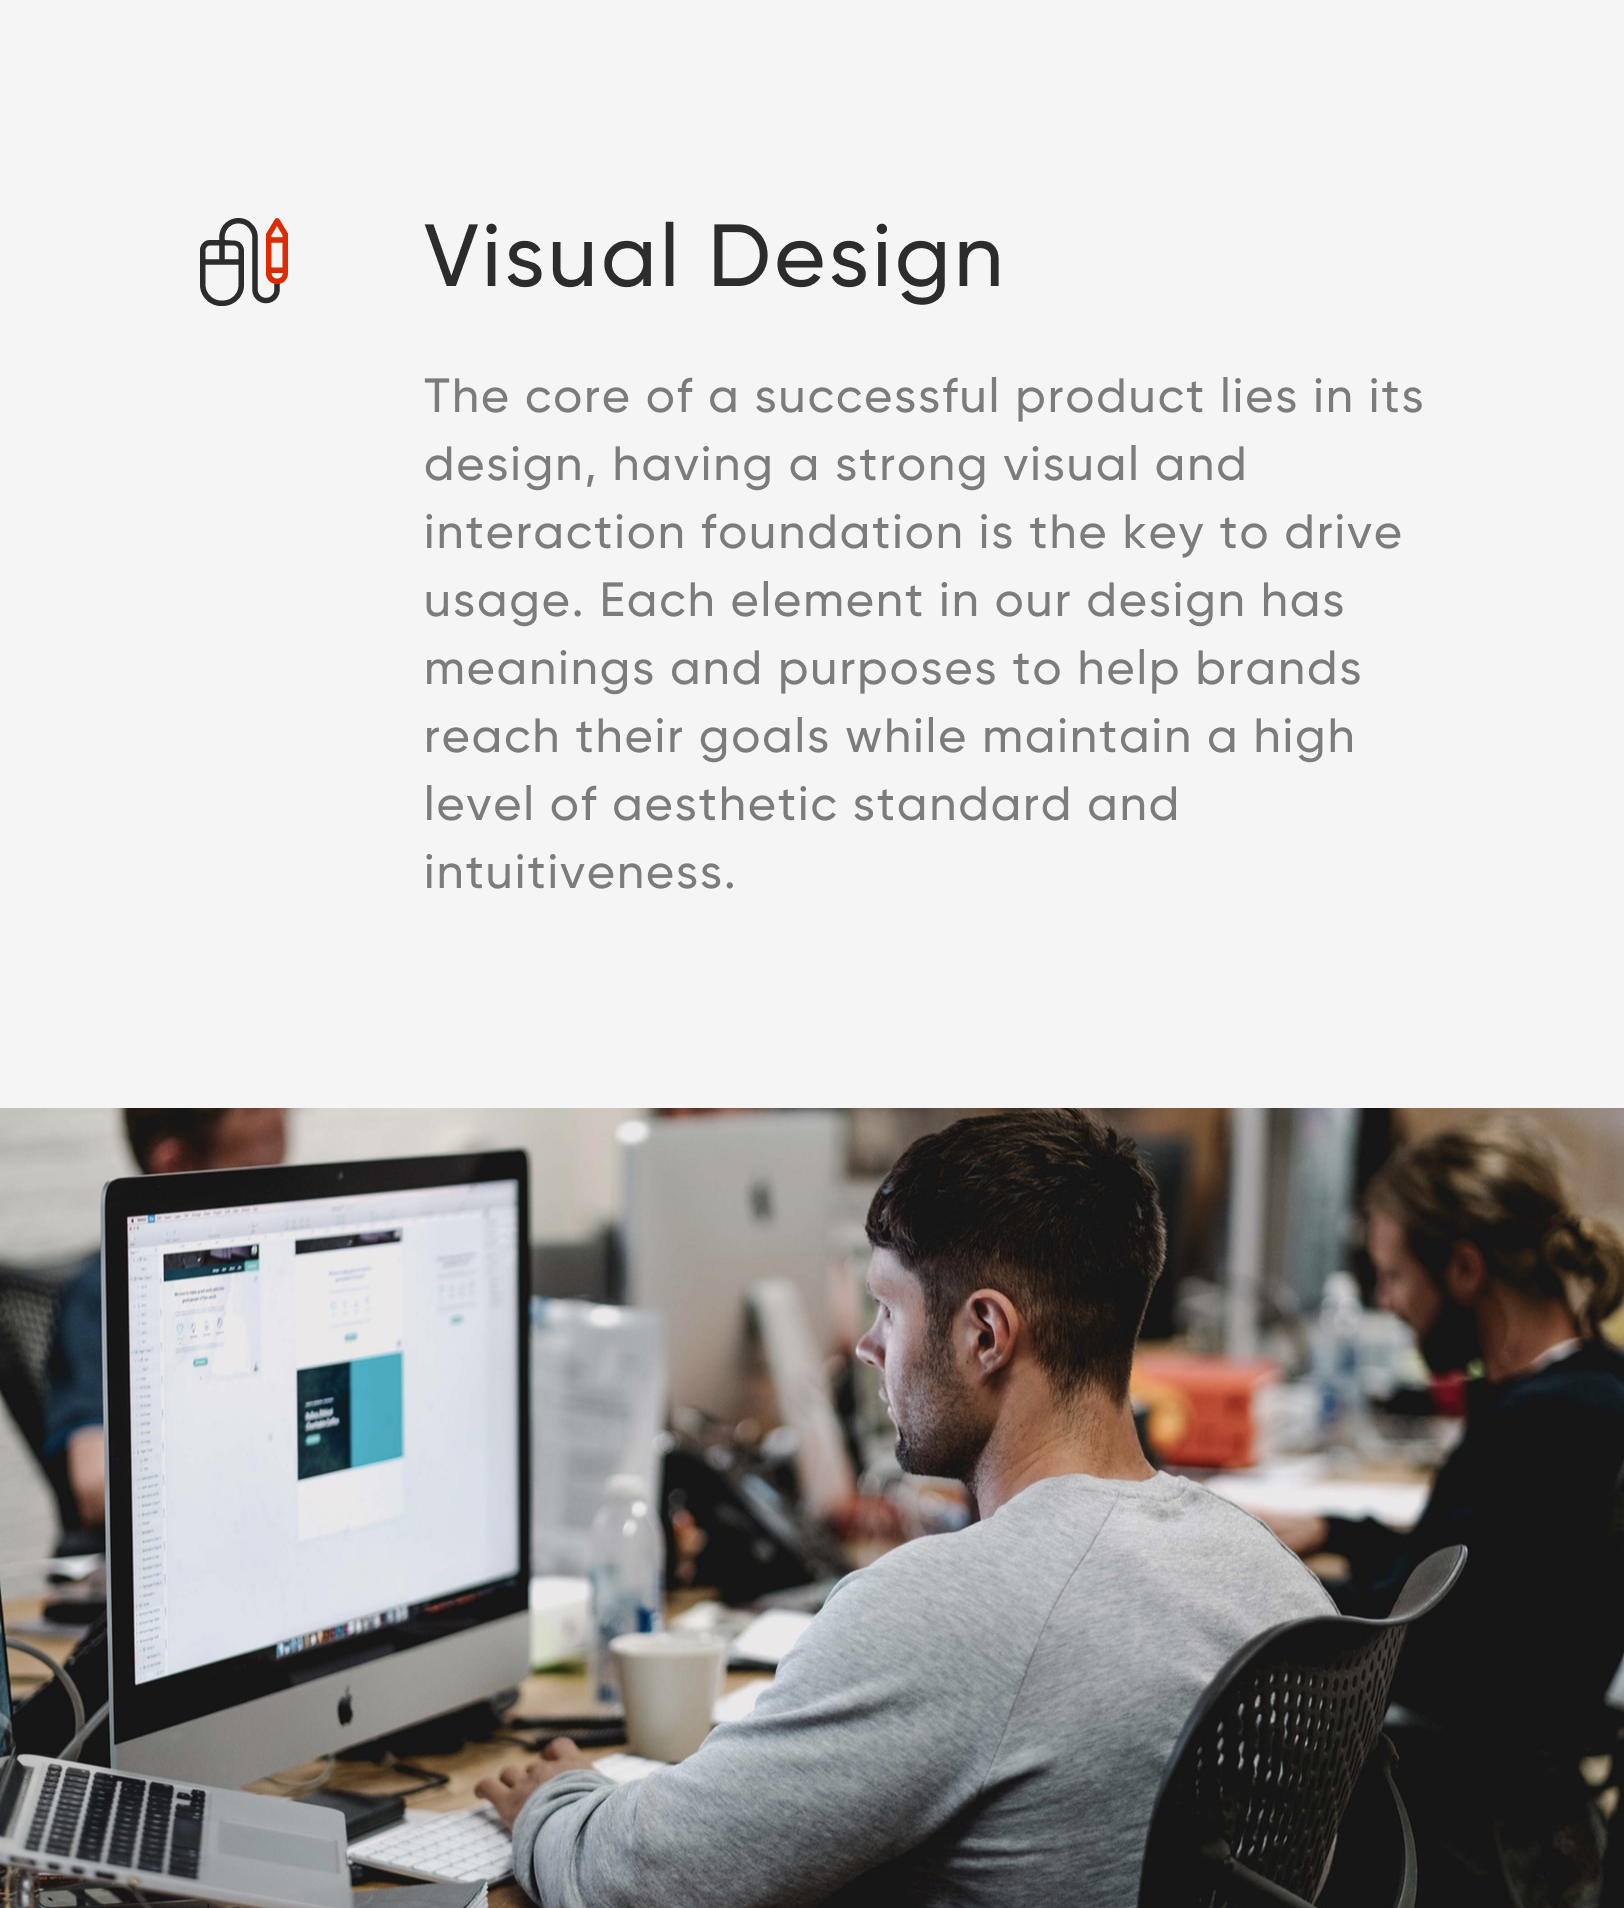 Visual Design
The core of a successful product lies in its
design, having a strong visual and
interaction foundation is the key to drive
usage. Each element in our design has
meanings and purposes to help brands
reach their goals while maintain a high
level of aesthetic standard and
intuitiveness.